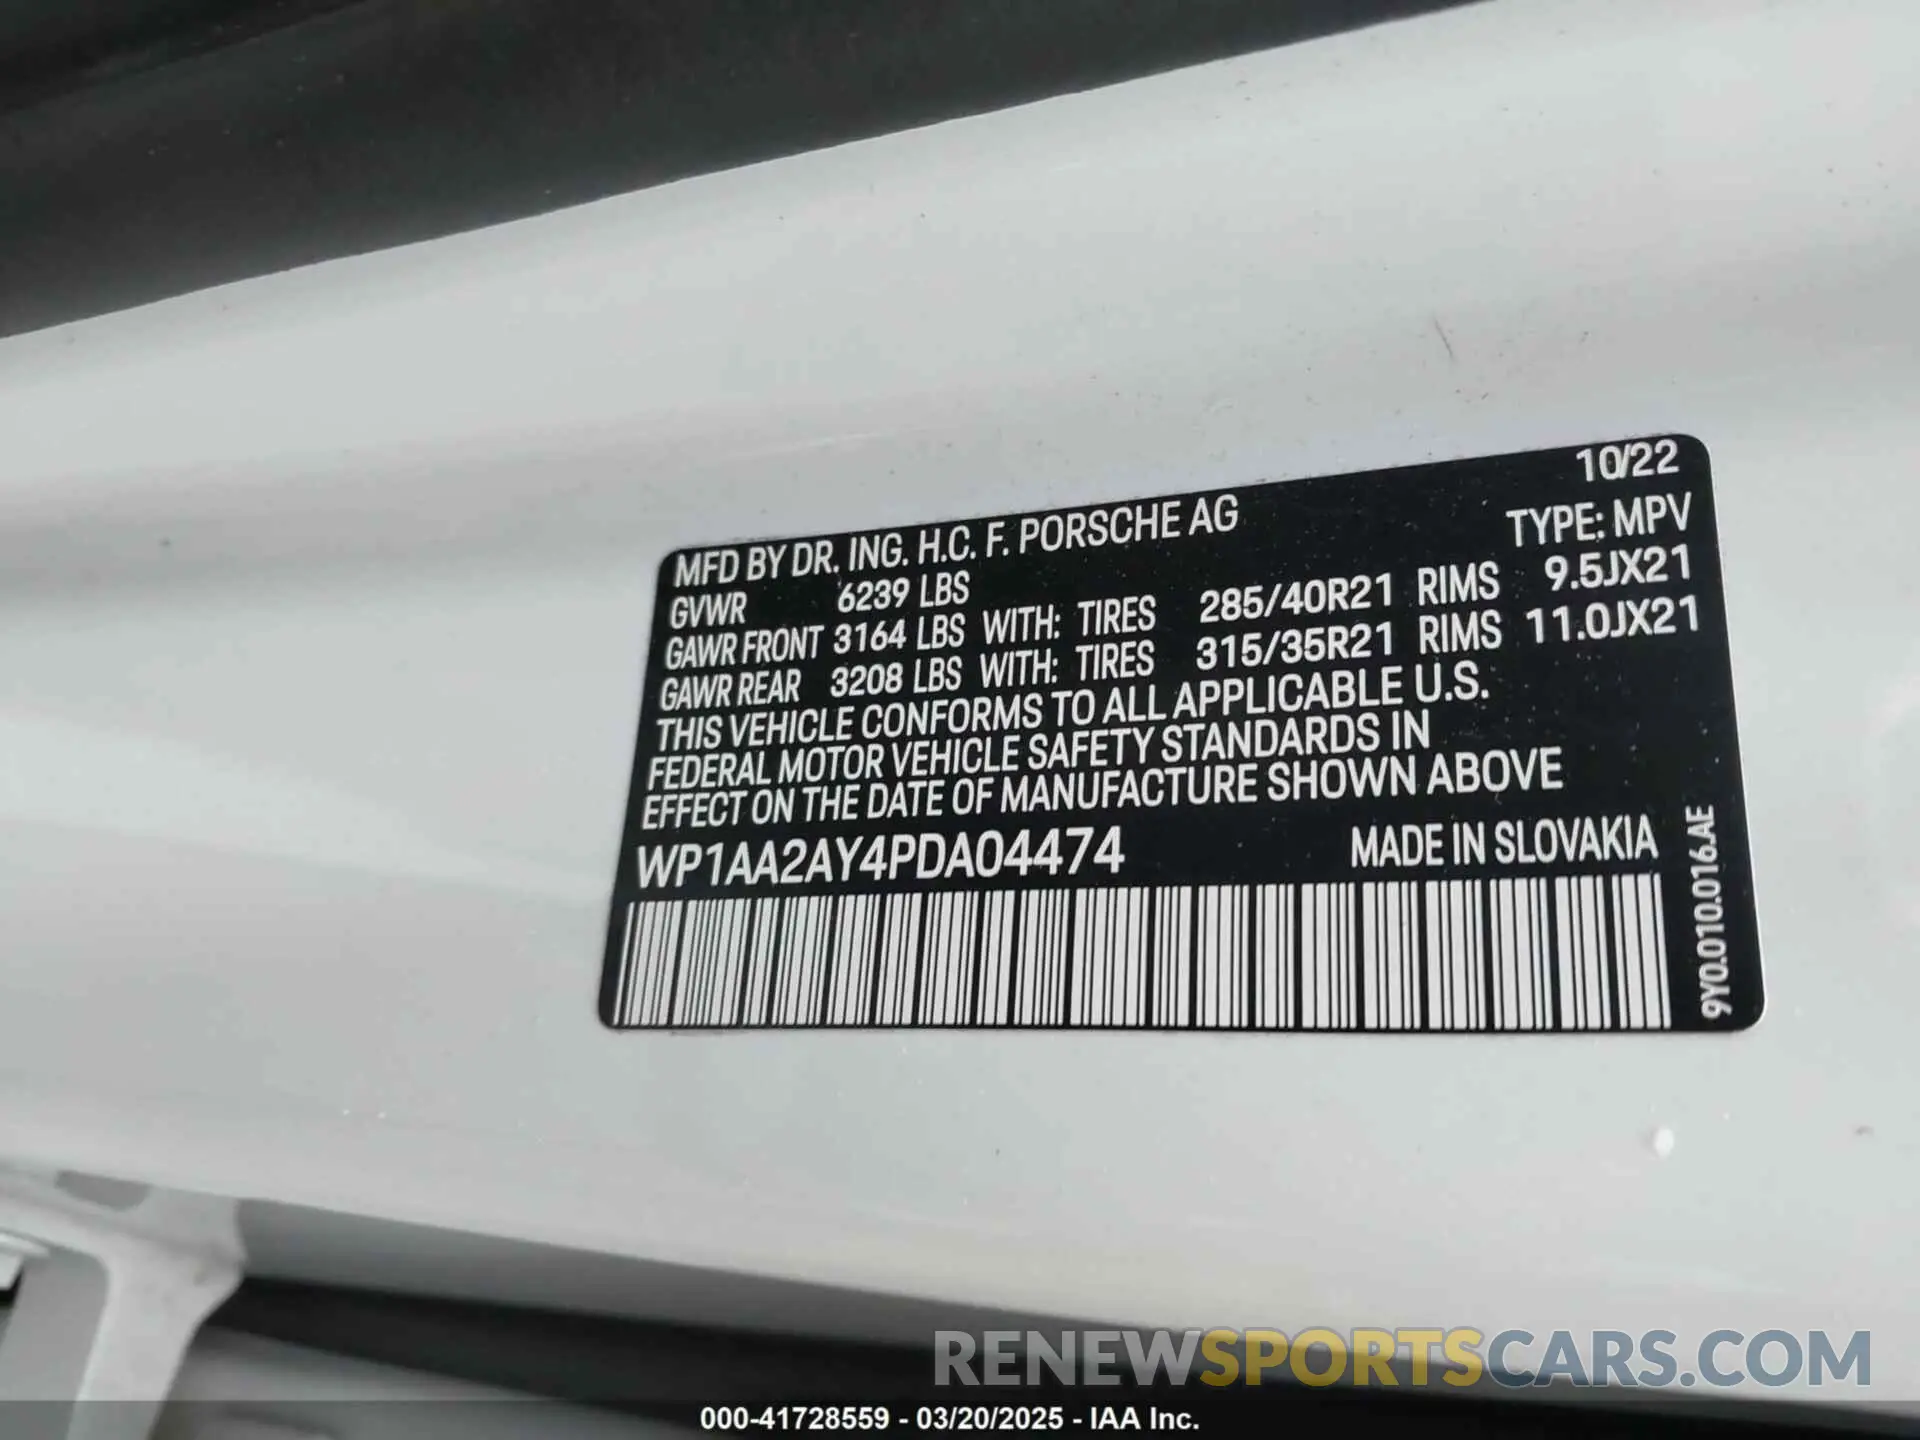 10/22
MFD BY DR. ING. H.C. F. PORSCHE AG TYPE: MPV
GVWR 6239 LBS
GAWR FRONT 3164 LBS WITH: TIRES 285/40R21 RIMS 9.5JX21
GAWR REAR 3208 LBS WITH: TIRES 315/35R21 RIMS 11.0JX21
THIS VEHICLE CONFORMS TO ALL APPLICABLE U.S.
FEDERAL MOTOR VEHICLE SAFETY STANDARDS IN
EFFECT ON THE DATE OF MANUFACTURE SHOWN ABOVE
WP1AA2AY4PDA04474 MADE IN SLOVAKIA
9Y0.010.016.AE
RENEWSPORTSCARS.COM
000-41728559 - 03/20/2025 - IAA Inc.